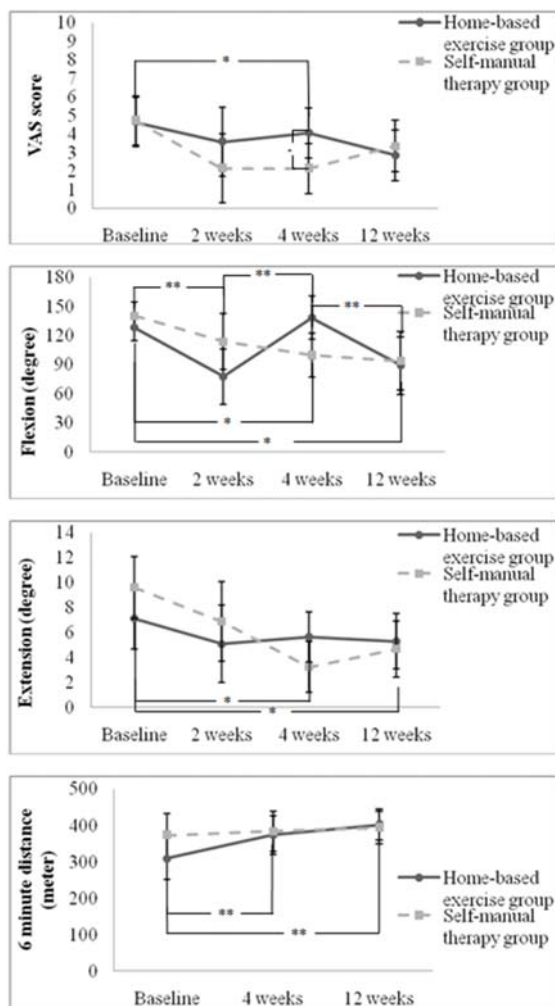 VAS score
10
9
8
7
6
5
4
3
2
1
0
Home-based
exercise group
Self-manual
therapy group
*
*
Baseline 2 weeks 4 weeks 12 weeks
Flexion (degree)
180
150
120
90
60
30
0
Home-based
exercise group
Self-manual
therapy group
**
**
**
*
*
Baseline 2 weeks 4 weeks 12 weeks
Extension (degree)
14
12
10
8
6
4
2
0
Home-based
exercise group
Self-manual
therapy group
*
*
Baseline 2 weeks 4 weeks 12 weeks
6 minute distance
(meter)
500
400
300
200
100
0
Home-based
exercise group
Self-manual
therapy group
**
**
Baseline 4 weeks 12 weeks